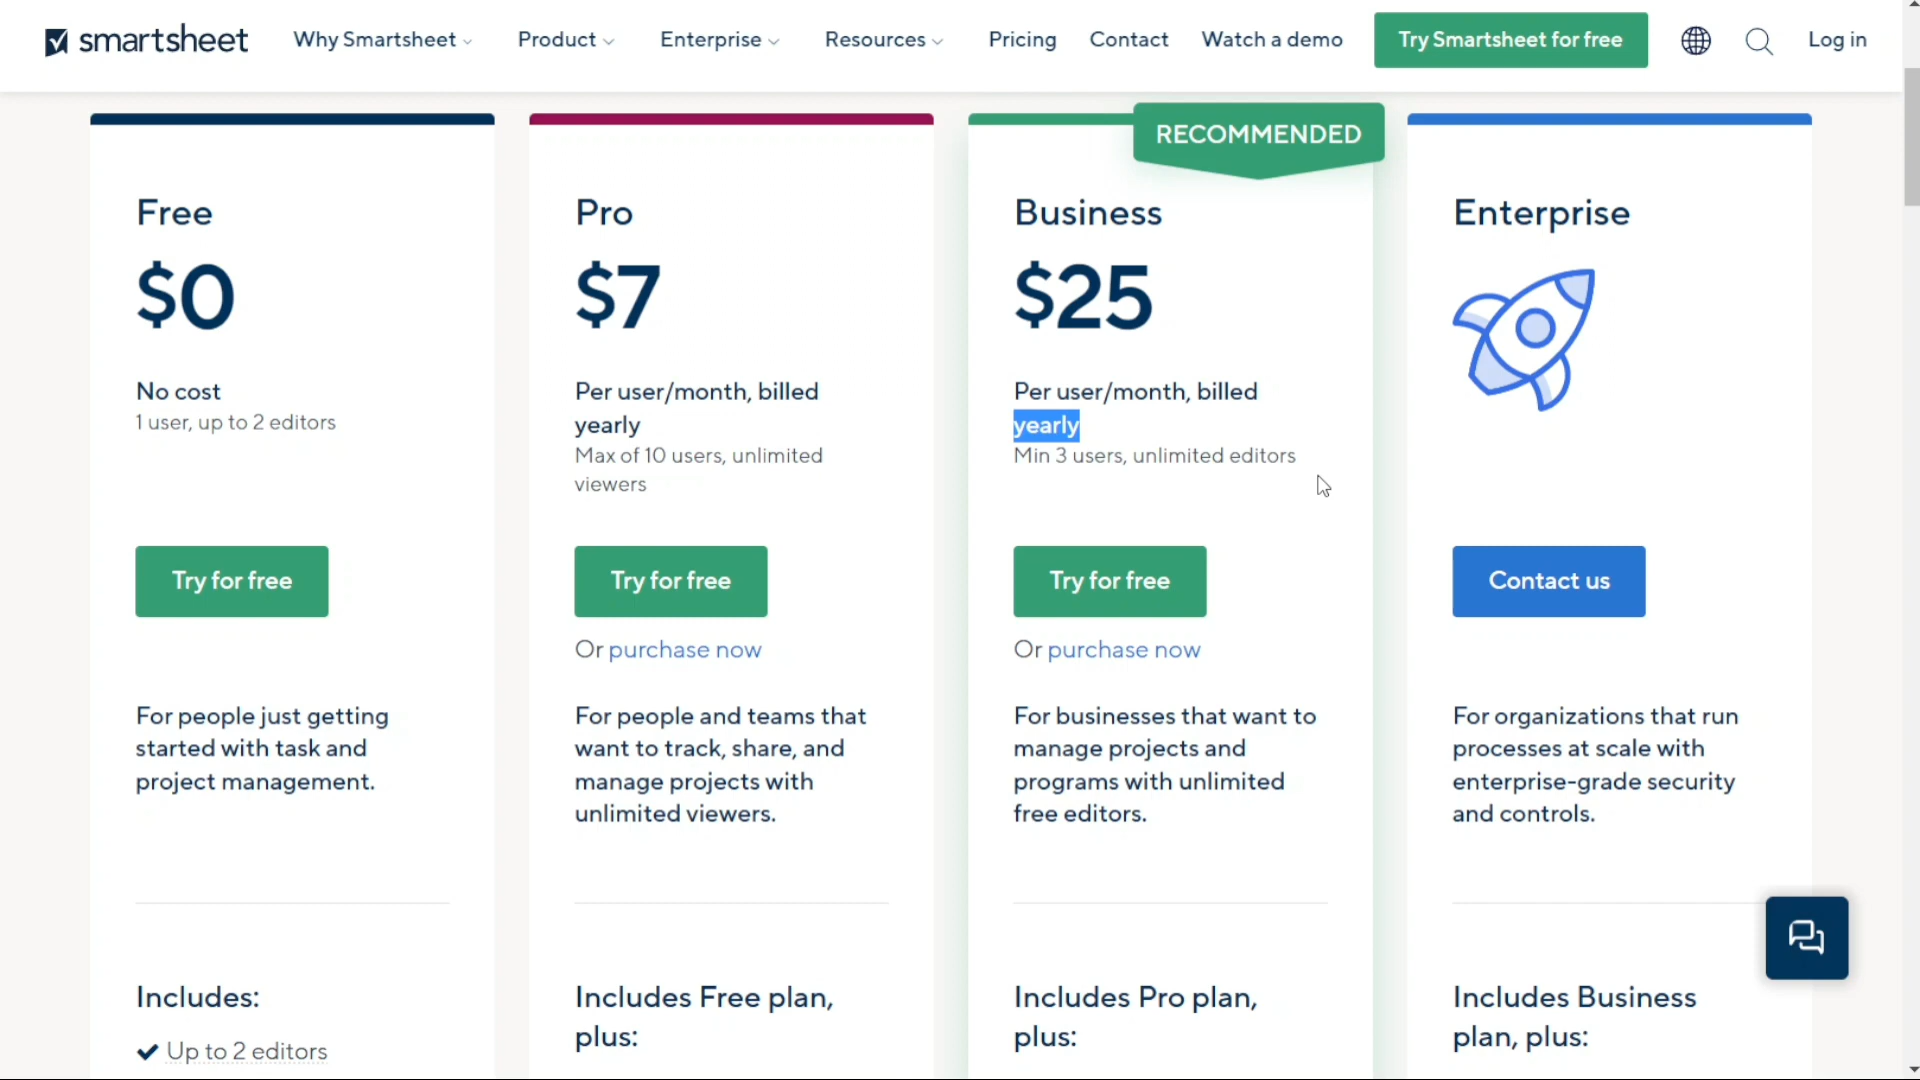 smartsheet
Why Smartsheet
Product
Enterprise
Resources
Pricing
Contact
Watch a demo
Try Smartsheet for free
Log in
Free
$0
No cost
1 user, up to 2 editors
Try for free
For people just getting
started with task and
project management.
Includes:
Up to 2 editors
Pro
$7
Per user/month, billed
yearly
Max of 10 users, unlimited
viewers
Try for free
Or purchase now
For people and teams that
want to track, share, and
manage projects with
unlimited viewers.
Includes Free plan,
plus:
RECOMMENDED
Business
$25
Per user/month, billed
yearly
Min 3 users, unlimited editors
Try for free
Or purchase now
For businesses that want to
manage projects and
programs with unlimited
free editors.
Includes Pro plan,
plus:
Enterprise
Contact us
For organizations that run
processes at scale with
enterprise-grade security
and controls.
Includes Business
plan, plus: